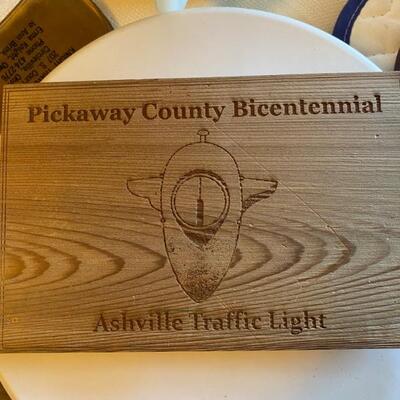 Pickaway County Bicentennial
Ashville Traffic Light